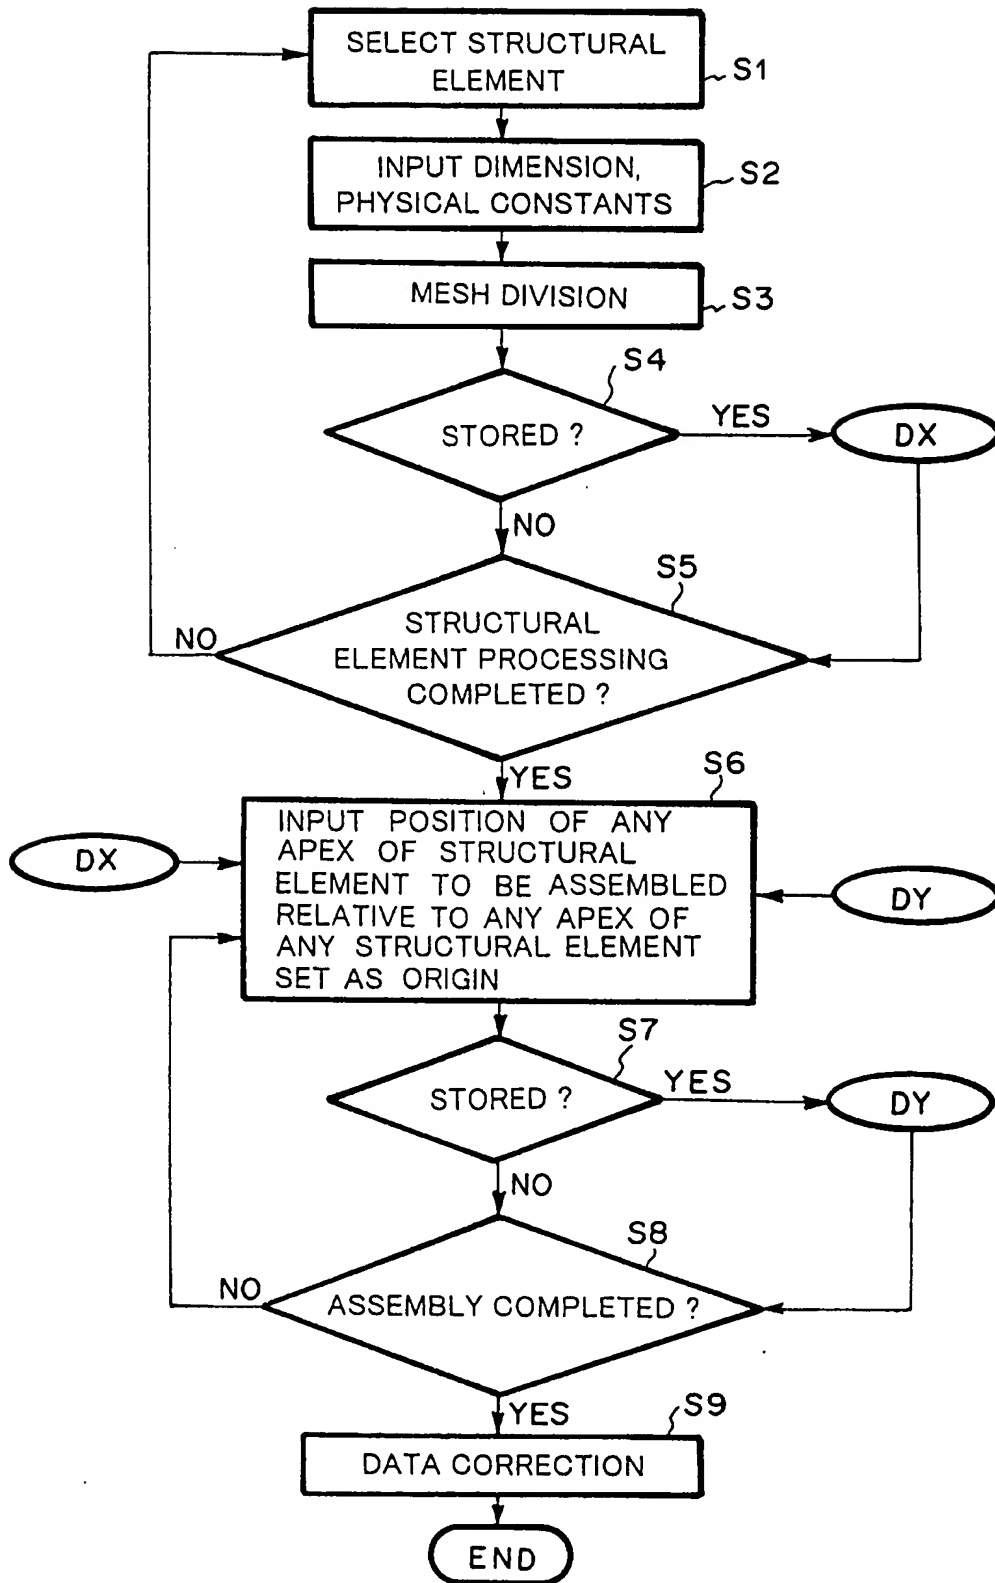 SELECT STRUCTURAL
ELEMENT
S1
INPUT DIMENSION,
PHYSICAL CONSTANTS
S2
MESH DIVISION
S3
S4
STORED ?
YES
DX
NO
S5
STRUCTURAL
ELEMENT PROCESSING
COMPLETED ?
NO
YES
S6
INPUT POSITION OF ANY
APEX OF STRUCTURAL
ELEMENT TO BE ASSEMBLED
RELATIVE TO ANY APEX OF
ANY STRUCTURAL ELEMENT
SET AS ORIGIN
DX
DY
S7
STORED ?
YES
DY
NO
S8
ASSEMBLY COMPLETED ?
NO
YES
S9
DATA CORRECTION
END